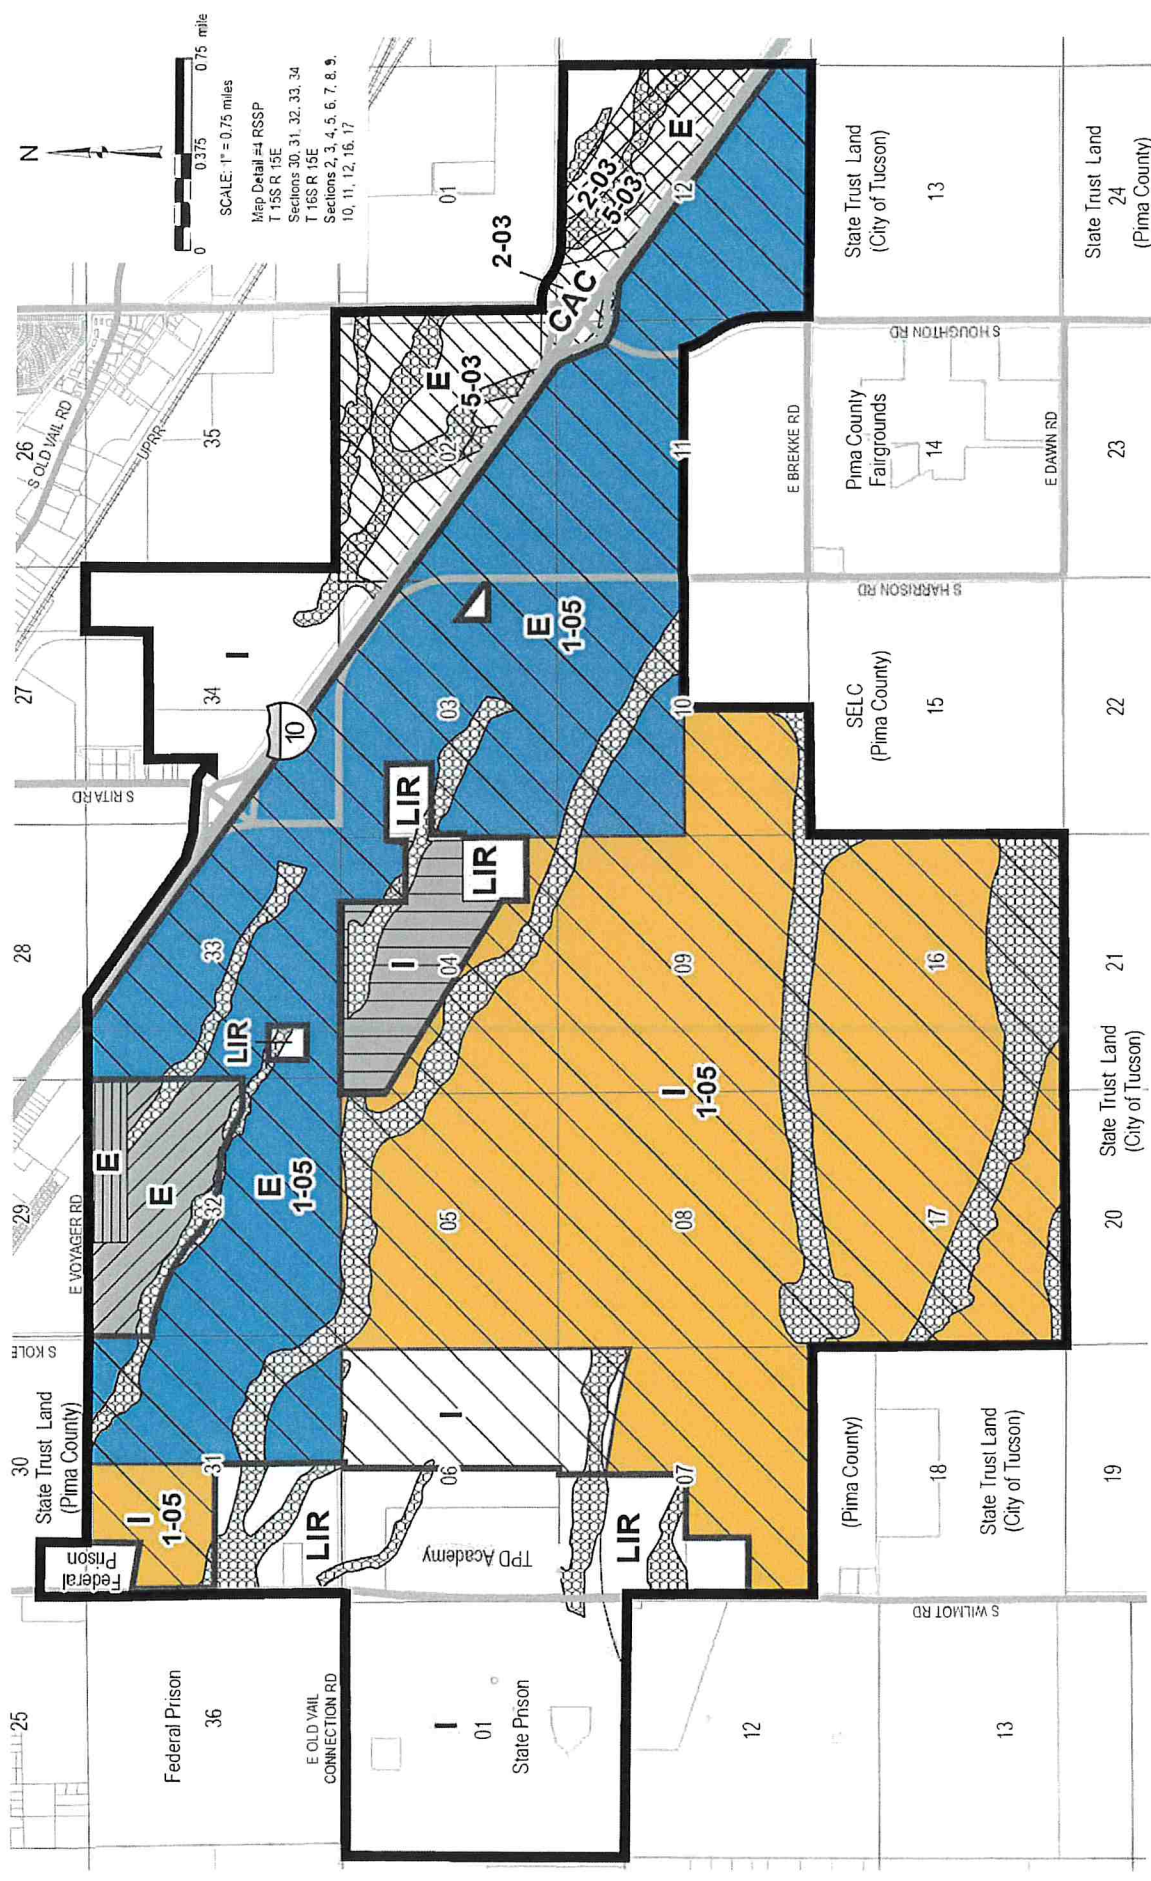 N
0
0.375
0.75 mile
SCALE: 1" = 0.75 miles
Map Detail #4 RSSP
T 15S R 15E
Sections 30, 31, 32, 33, 34
T 16S R 15E
Sections 2, 3, 4, 5, 6, 7, 8, 9,
10, 11, 12, 16, 17
25
30
State Trust Land
(Pima County)
S KOLB
29
E VOYAGER RD
28
27
S RITA RD
26
S OLD VAIL RD
UPRR
35
Federal Prison
36
E OLD VAIL
CONNECTION RD
Federal
Prison
I
1-05
31
LIR
E
E
32
E
1-05
33
LIR
34
I
10
01
2-03
I
01
State Prison
TPD Academy
06
I
05
I
04
LIR
LIR
03
02
E
5-03
CAC
2-03
5-03
E
12
E
1-05
11
12
LIR
07
08
I
1-05
09
10
S WILMOT RD
(Pima County)
18
State Trust Land
(City of Tucson)
17
16
SELC
(Pima County)
15
S HARRISON RD
E BREKKE RD
Pima County
Fairgrounds
14
S HOUGHTON RD
State Trust Land
(City of Tucson)
13
13
19
20
State Trust Land
(City of Tucson)
21
22
E DAWN RD
23
State Trust Land
24
(Pima County)